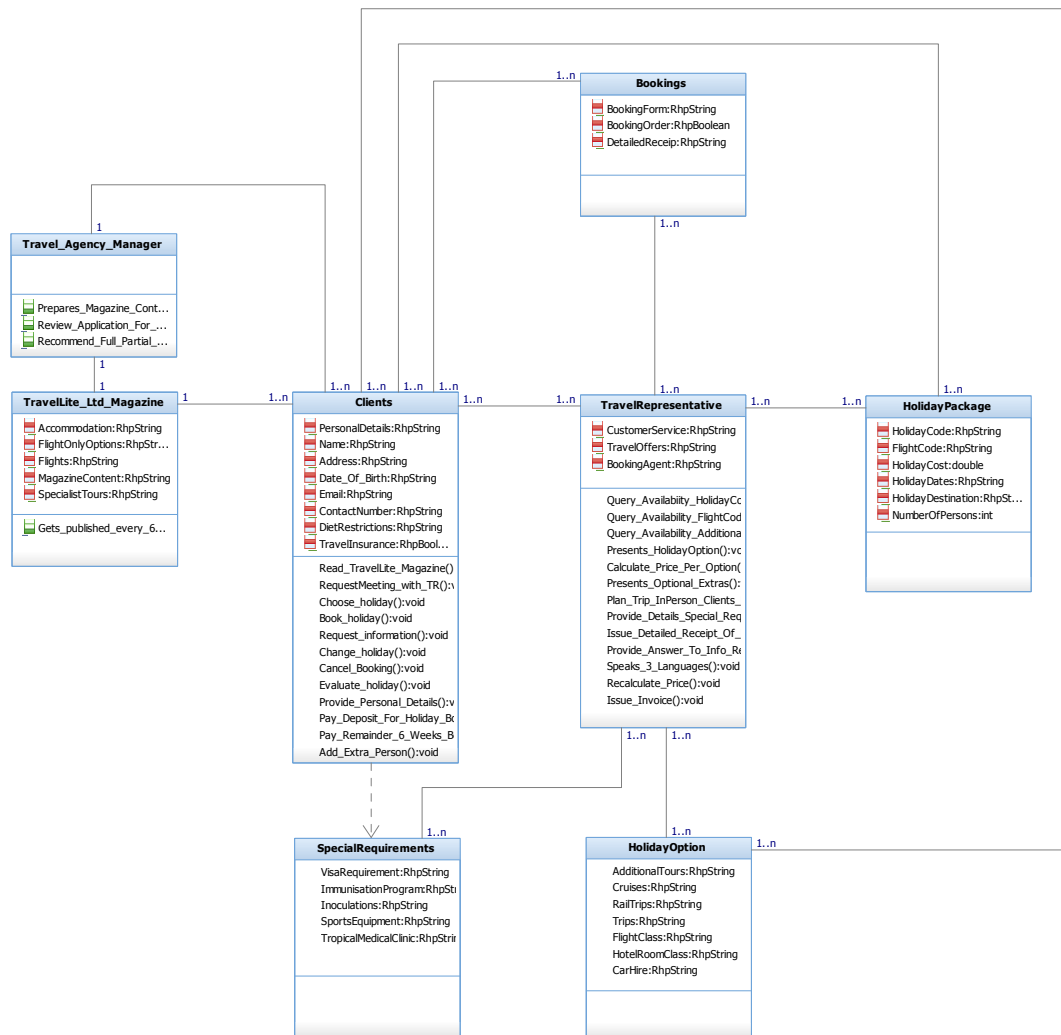 1..n
1..n
Bookings
BookingForm:RhpString
BookingOrder:RhpBoolean
DetailedReceip:RhpString
1..n
1
Travel_Agency_Manager
Prepares_Magazine_Cont...
Review_Application_For_...
Recommend_Full_Partial_...
1
1
TravelLite_Ltd_Magazine
Accommodation:RhpString
FlightOnlyOptions:RhpStr...
Flights:RhpString
MagazineContent:RhpString
SpecialistTours:RhpString
Gets_published_every_6...
1
1..n
1..n
1..n
1..n
1..n
Clients
PersonalDetails:RhpString
Name:RhpString
Address:RhpString
Date_Of_Birth:RhpString
Email:RhpString
ContactNumber:RhpString
DietRestrictions:RhpString
TravelInsurance:RhpBool...
Read_TravelLite_Magazine()
RequestMeeting_with_TR():v
Choose_holiday():void
Book_holiday():void
Request_information():void
Change_holiday():void
Cancel_Booking():void
Evaluate_holiday():void
Provide_Personal_Details():v
Pay_Deposit_For_Holiday_Bo
Pay_Remainder_6_Weeks_B
Add_Extra_Person():void
1..n
1..n
1..n
TravelRepresentative
CustomerService:RhpString
TravelOffers:RhpString
BookingAgent:RhpString
Query_Availablity_HolidayCo
Query_Availability_FlightCod
Query_Availability_Additiona
Presents_HolidayOption():vo
Calculate_Price_Per_Option(
Presents_Optional_Extras():
Plan_Trip_InPerson_Clients_
Provide_Details_Special_Req
Issue_Detailed_Receipt_Of_
Provide_Answer_To_Info_Re
Speaks_3_Languages():void
Recalculate_Price():void
Issue_Invoice():void
1..n
1..n
1..n
HolidayPackage
HolidayCode:RhpString
FlightCode:RhpString
HolidayCost:double
HolidayDates:RhpString
HolidayDestination:RhpSt...
NumberOfPersons:int
1..n
1..n
1..n
SpecialRequirements
VisaRequirement:RhpString
ImmunisationProgram:RhpStri
Inoculations:RhpString
SportsEquipment:RhpString
TropicalMedicalClinic:RhpStrin
1..n
1..n
HolidayOption
AdditionalTours:RhpString
Cruises:RhpString
RailTrips:RhpString
Trips:RhpString
FlightClass:RhpString
HotelRoomClass:RhpString
CarHire:RhpString